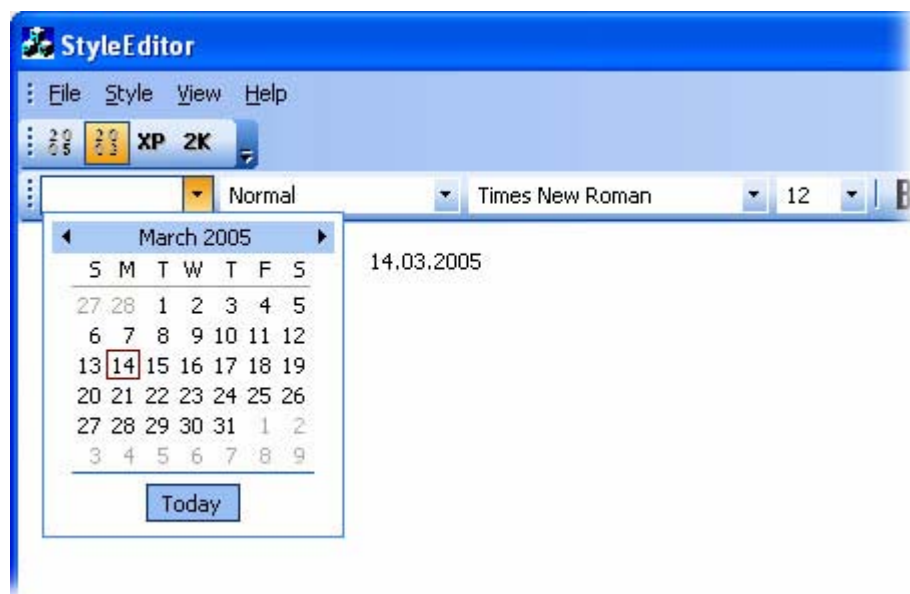 StyleEditor
File Style View Help
2005 2003 XP 2K
Normal Times New Roman 12
March 2005
S M T W T F S
14.03.2005
27 28 1 2 3 4 5
6 7 8 9 10 11 12
13 14 15 16 17 18 19
20 21 22 23 24 25 26
27 28 29 30 31 1 2
3 4 5 6 7 8 9
Today